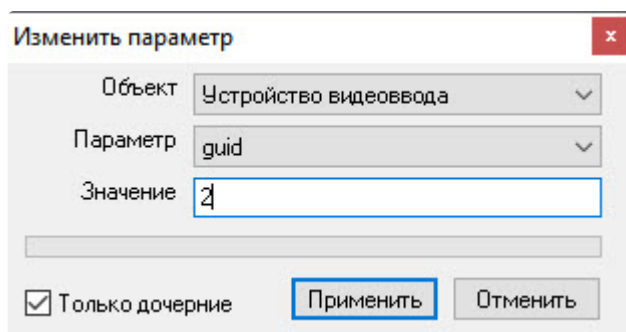 Изменить параметр
x
Объект Устройство видеоввода
Параметр guid
Значение 2
Только дочерние Применить Отменить